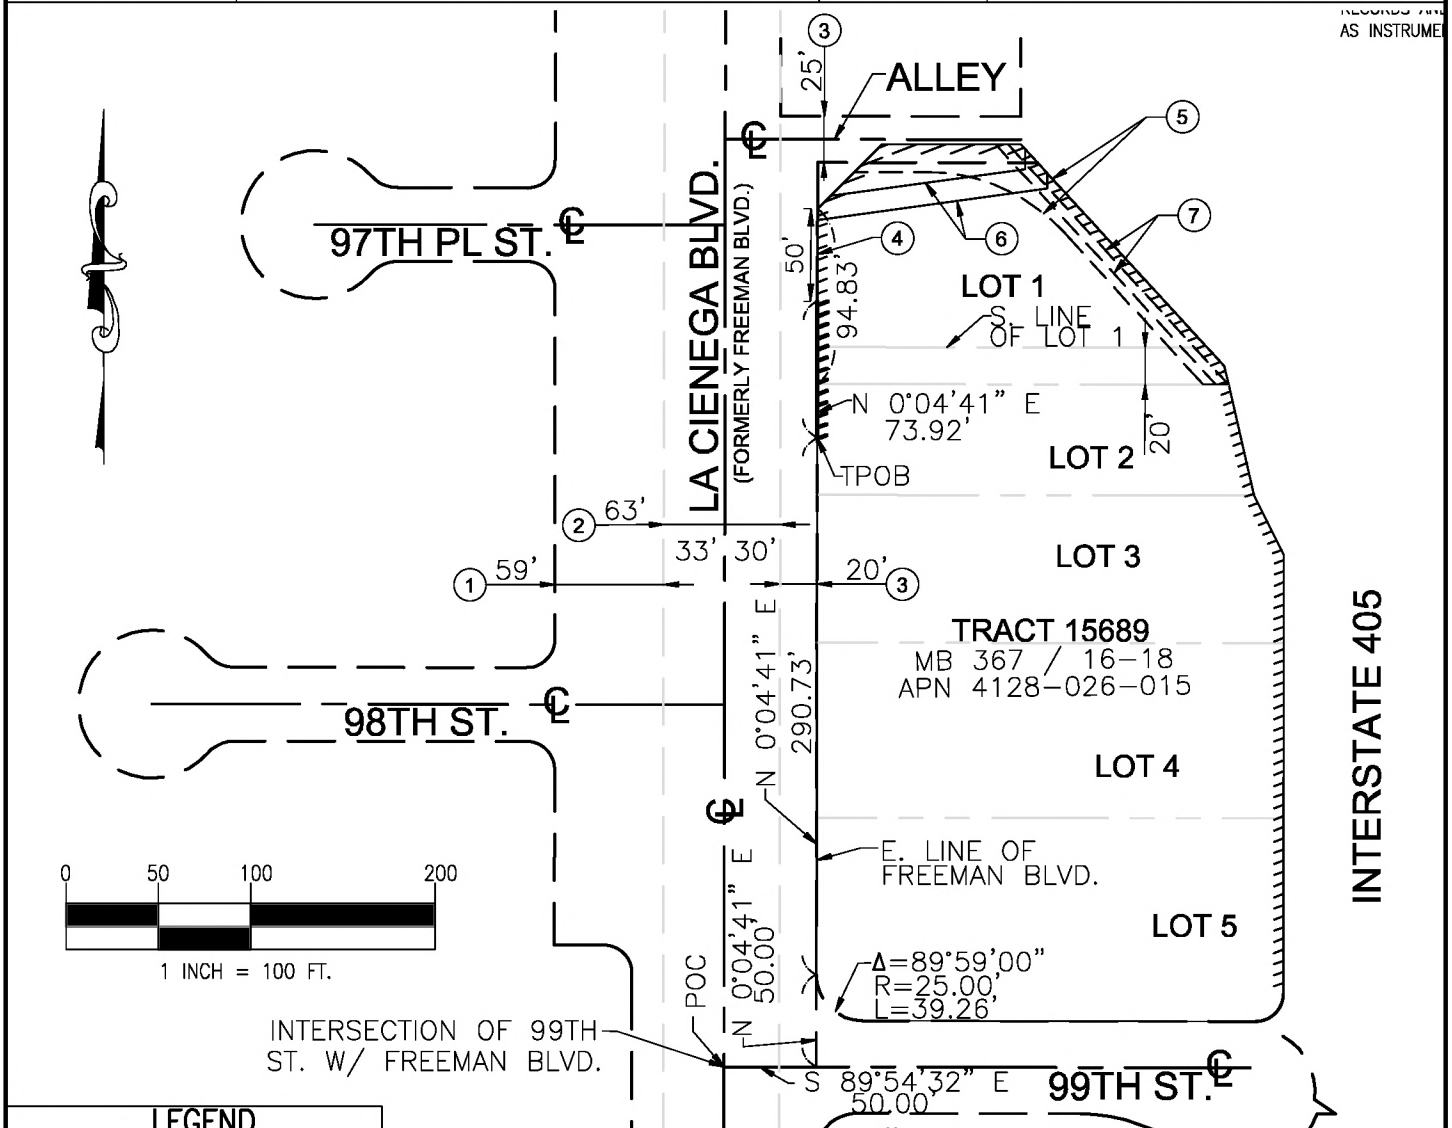 AS INSTRUME
3
25'
ALLEY
5
7
6
4
97TH PL ST.
LA CIENEGA BLVD.
(FORMERLY FREEMAN BLVD.)
50'
94.83'
LOT 1
S. LINE
OF LOT 1
N 0°04'41" E
73.92'
20'
LOT 2
TPOB
2
63'
33'
30'
1
59'
20'
3
LOT 3
TRACT 15689
MB 367 / 16-18
APN 4128-026-015
N 0°04'41" E
290.73'
98TH ST.
INTERSTATE 405
LOT 4
E. LINE OF
FREEMAN BLVD.
0 50 100 200
1 INCH = 100 FT.
LOT 5
Δ=89°59'00"
R=25.00'
L=39.26'
N 0°04'41" E
50.00'
POC
INTERSECTION OF 99TH
ST. W/ FREEMAN BLVD.
S 89°54'32" E
50.00'
99TH ST.
LEGEND